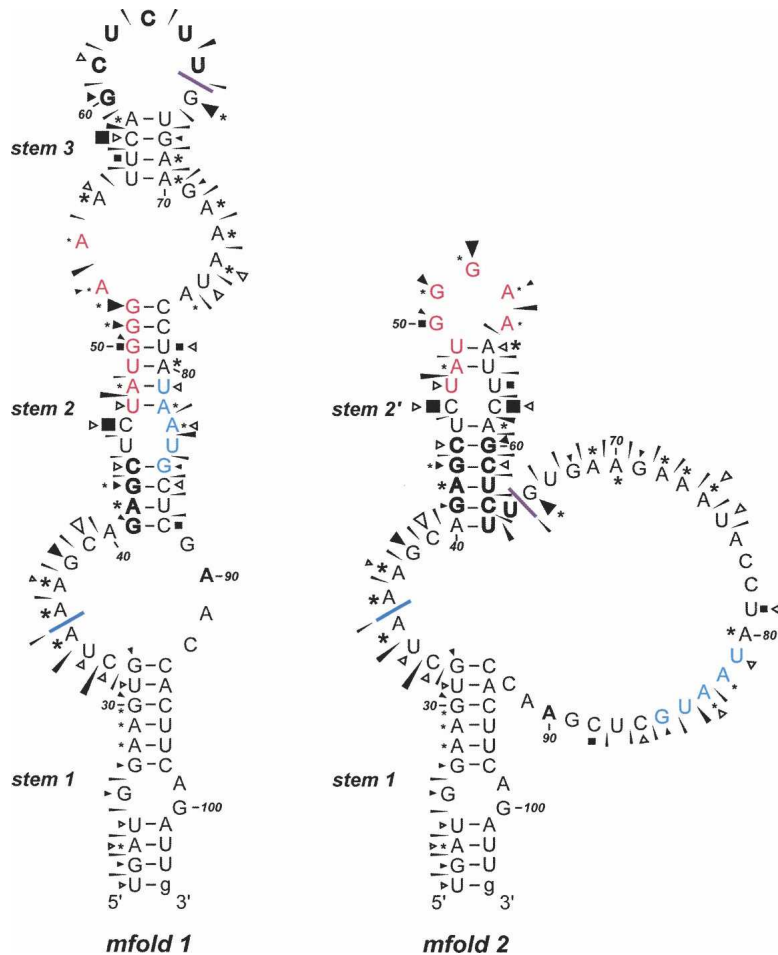 C
U U
C U
G G
60
A – U
C – G
stem 3
U – A
U – A
70
A G
A
A A
A
U
A A
G – C
G – C
50 – G – U
U – A
80
A U
stem 2 U A
C A
U U
C – G
G – C
A – U
G – C
A
40
C G
G
A A – 90
A
A A
U C
C
G – C
U – A
30 – G – C
A – U
A – U
stem 1 G – C
G A
G – 100
U – A
A – U
G – U
U – g
5' 3'
mfold 1
G
G A
50 – G A
U – A
A – U
U U
stem 2' C C
U – A
C – G – 60
G – C
A – U
G – C
A U U
40
G U G A A G A A A U A C C U A – 80
70
C
G
A
A
A
U
C
U A A U G C U C G A A C
90
G – C
U – A
30 – G – C
A – U
A – U
stem 1 G – C
G A
G – 100
U – A
A – U
G – U
U – g
5' 3'
mfold 2